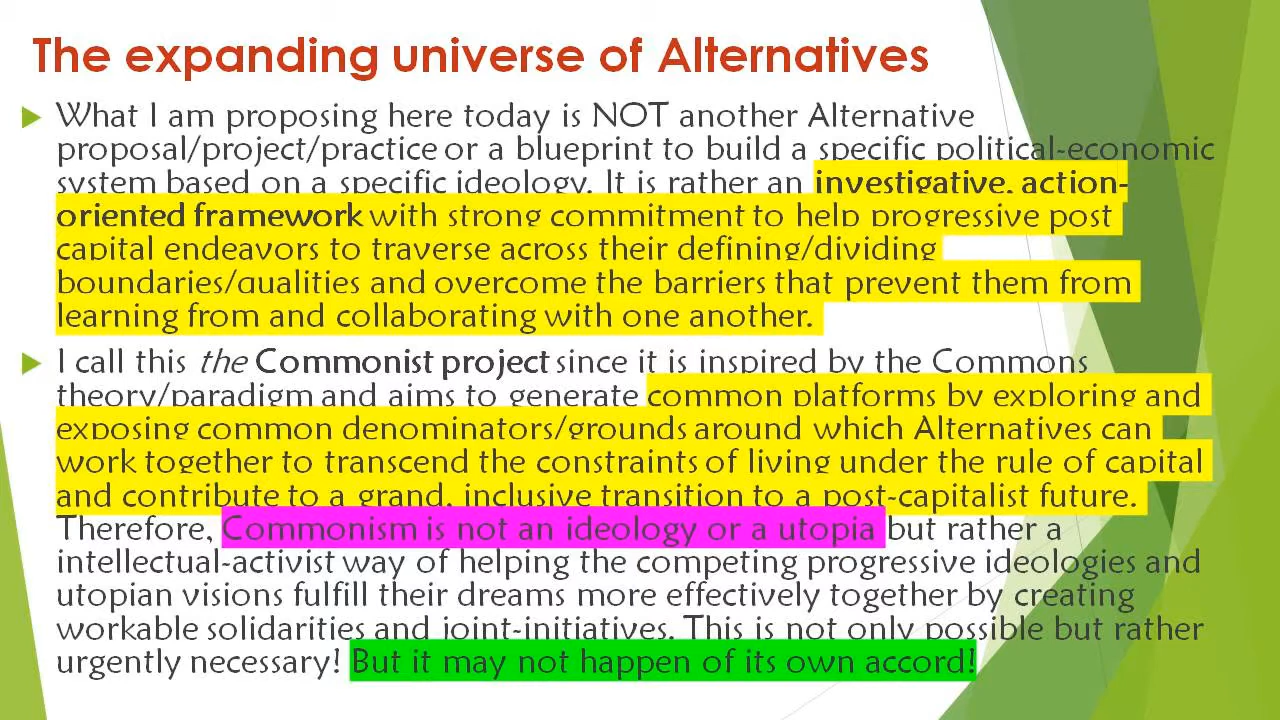 The expanding universe of Alternatives
What I am proposing here today is NOT another Alternative
proposal/project/practice or a blueprint to build a specific political-economic
system based on a specific ideology. It is rather an investigative, action-
oriented framework with strong commitment to help progressive post
capital endeavors to traverse across their defining/dividing
boundaries/qualities and overcome the barriers that prevent them from
learning from and collaborating with one another.
I call this the Commonist project since it is inspired by the Commons
theory/paradigm and aims to generate common platforms by exploring and
exposing common denominators/grounds around which Alternatives can
work together to transcend the constraints of living under the rule of capital
and contribute to a grand, inclusive transition to a post-capitalist future.
Therefore, Commonism is not an ideology or a utopia but rather a
intellectual-activist way of helping the competing progressive ideologies and
utopian visions fulfill their dreams more effectively together by creating
workable solidarities and joint-initiatives. This is not only possible but rather
urgently necessary! But it may not happen of its own accord!